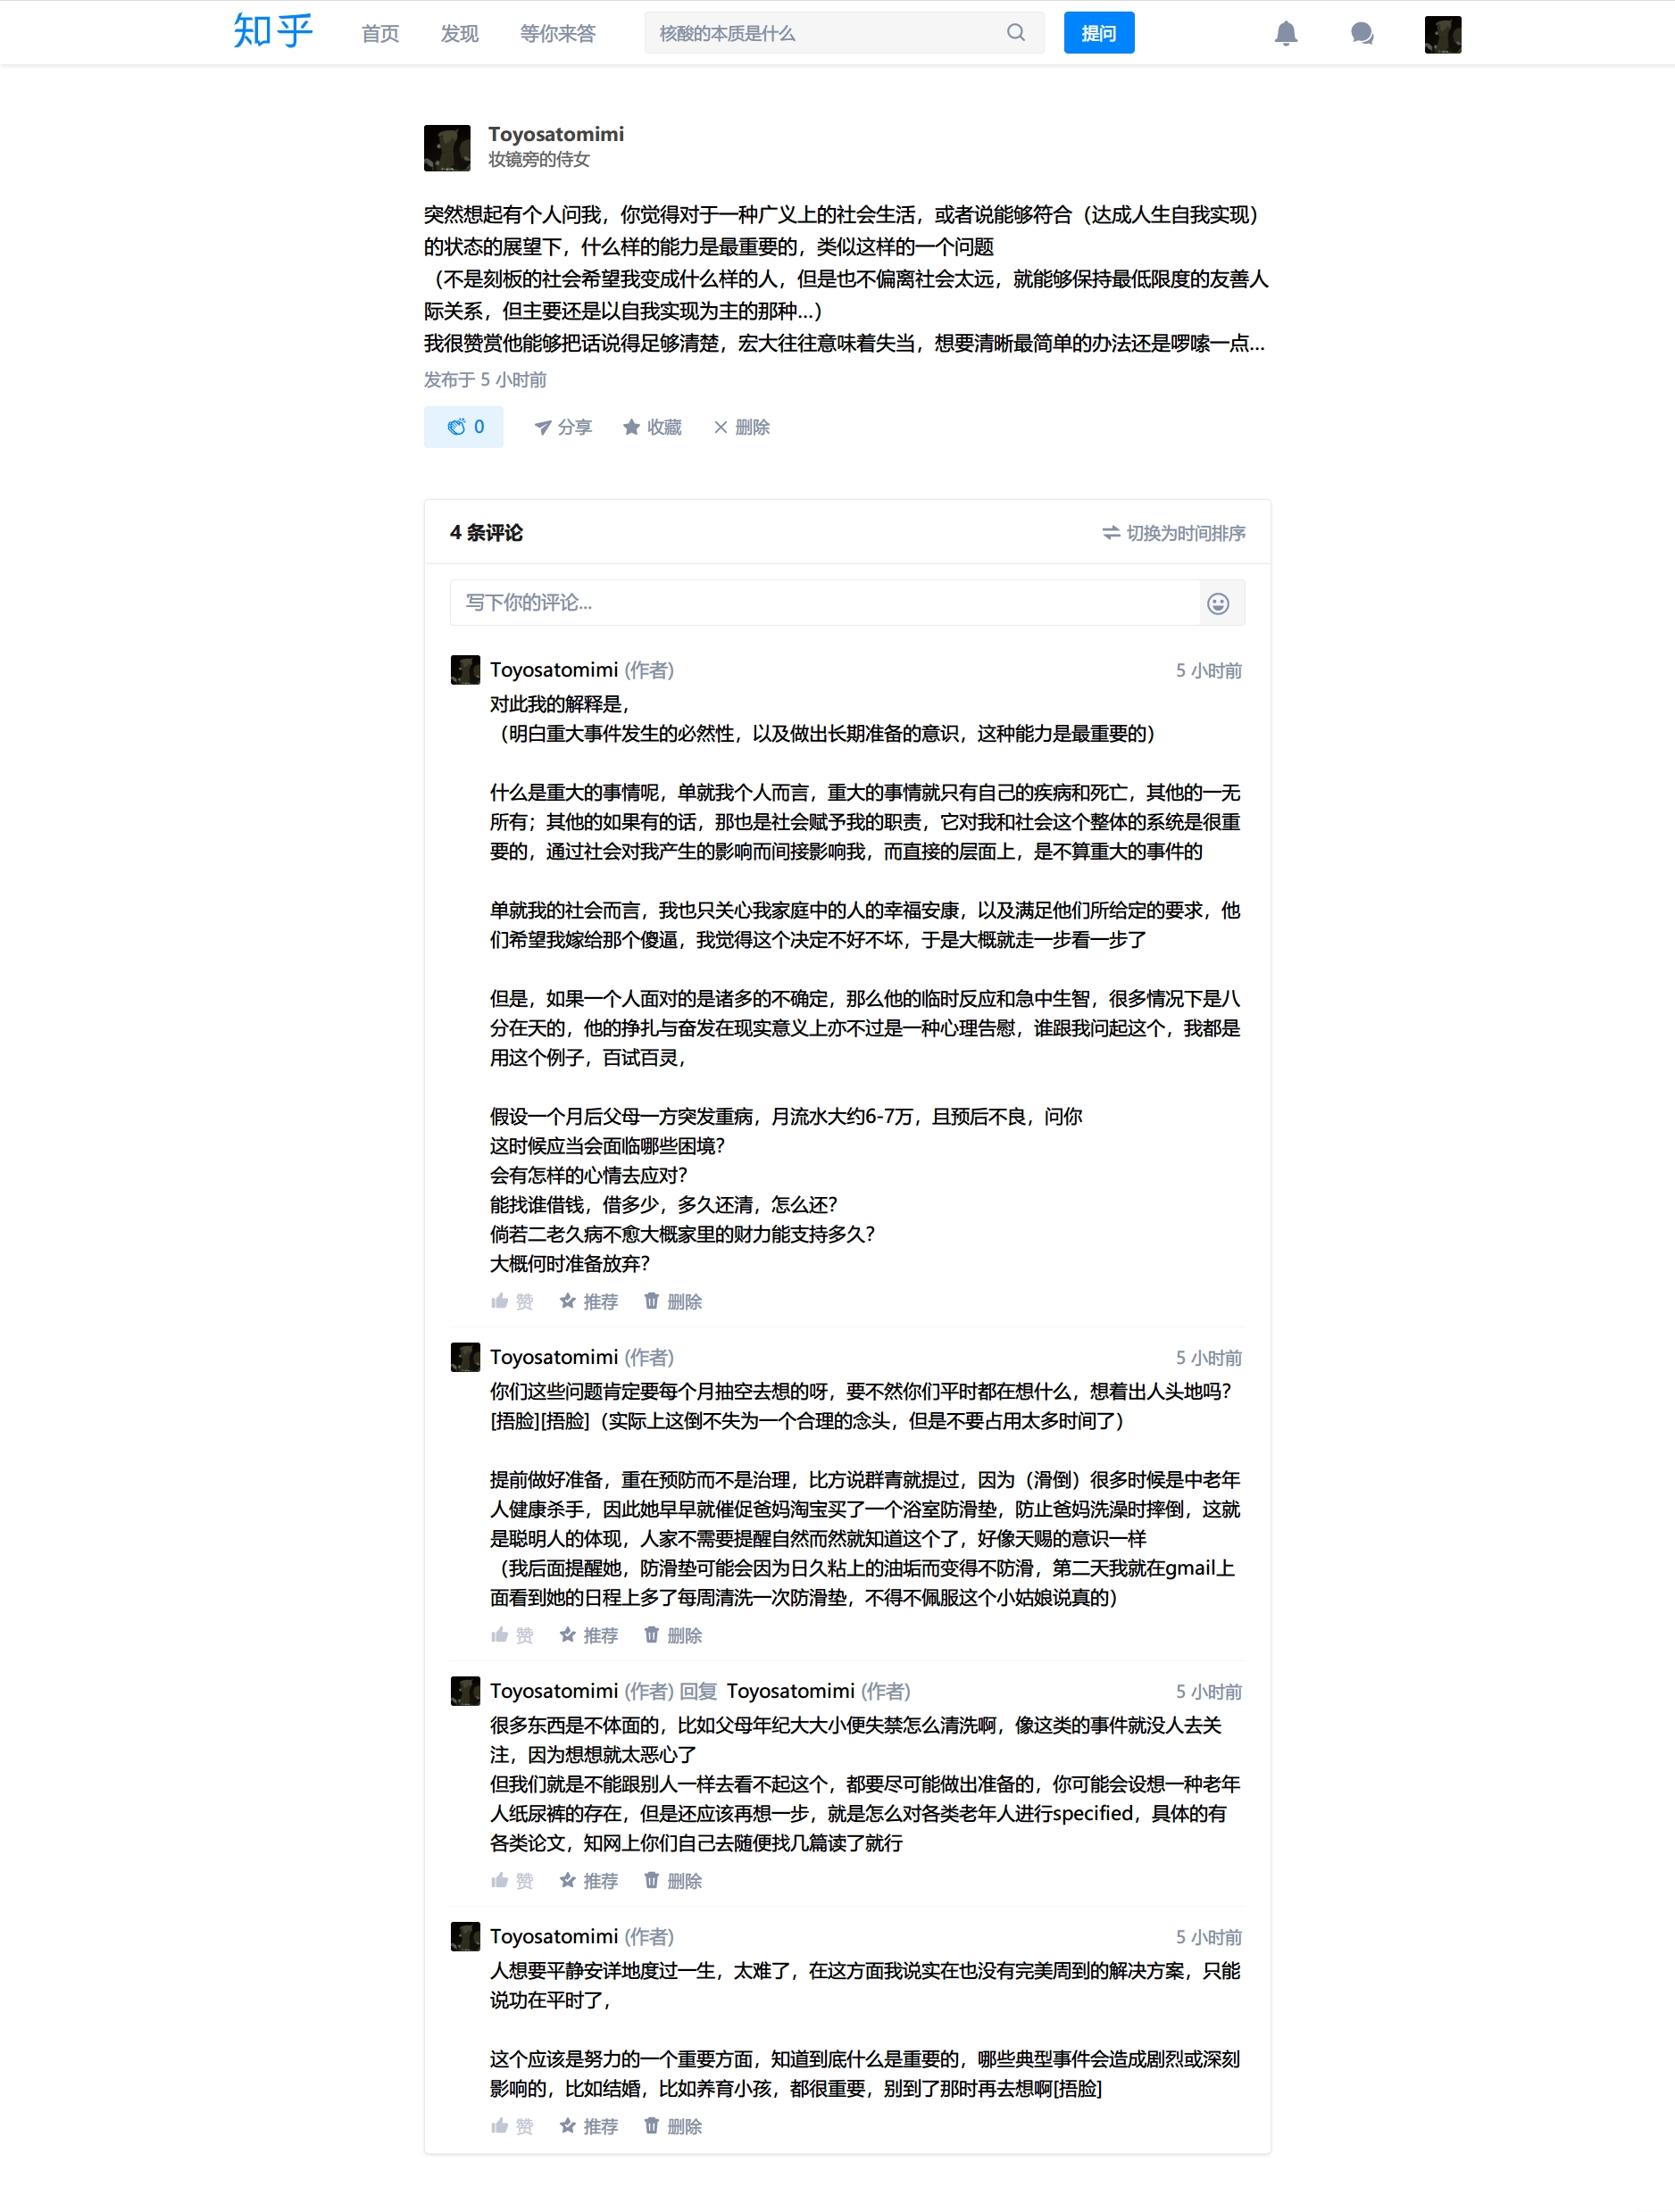 知乎
首页 发现 等你来答 核酸的本质是什么 提问
Toyosatomimi
妆镜旁的侍女
突然想起有个人问我，你觉得对于一种广义上的社会生活，或者说能够符合（达成人生自我实现）
的状态的展望下，什么样的能力是最重要的，类似这样的一个问题
（不是刻板的社会希望我变成什么样的人，但是也不偏离社会太远，就能够保持最低限度的友善人
际关系，但主要还是以自我实现为主的那种...）
我很赞赏他能够把话说得足够清楚，宏大往往意味着失当，想要清晰最简单的办法还是啰嗦一点...
发布于 5 小时前
0 分享 收藏 删除
4 条评论 切换为时间排序
写下你的评论...
Toyosatomimi (作者) 5 小时前
对此我的解释是，
（明白重大事件发生的必然性，以及做出长期准备的意识，这种能力是最重要的）
什么是重大的事情呢，单就我个人而言，重大的事情就只有自己的疾病和死亡，其他的一无
所有；其他的如果有的话，那也是社会赋予我的职责，它对我和社会这个整体的系统是很重
要的，通过社会对我产生的影响而间接影响我，而直接的层面上，是不算重大的事件的
单就我的社会而言，我也只关心我家庭中的人的幸福安康，以及满足他们所给定的要求，他
们希望我嫁给那个傻逼，我觉得这个决定不好不坏，于是大概就走一步看一步了
但是，如果一个人面对的是诸多的不确定，那么他的临时反应和急中生智，很多情况下是八
分在天的，他的挣扎与奋发在现实意义上亦不过是一种心理告慰，谁跟我问起这个，我都是
用这个例子，百试百灵，
假设一个月后父母一方突发重病，月流水大约6-7万，且预后不良，问你
这时候应当会面临哪些困境？
会有怎样的心情去应对？
能找谁借钱，借多少，多久还清，怎么还？
倘若二老久病不愈大概家里的财力能支持多久？
大概何时准备放弃？
赞 推荐 删除
Toyosatomimi (作者) 5 小时前
你们这些问题肯定要每个月抽空去想的呀，要不然你们平时都在想什么，想着出人头地吗？
[捂脸][捂脸]（实际上这倒不失为一个合理的念头，但是不要占用太多时间了）
提前做好准备，重在预防而不是治理，比方说群青就提过，因为（滑倒）很多时候是中老年
人健康杀手，因此她早早就催促爸妈淘宝买了一个浴室防滑垫，防止爸妈洗澡时摔倒，这就
是聪明人的体现，人家不需要提醒自然而然就知道这个了，好像天赐的意识一样
（我后面提醒她，防滑垫可能会因为日久粘上的油垢而变得不防滑，第二天我就在gmail上
面看到她的日程上多了每周清洗一次防滑垫，不得不佩服这个小姑娘说真的）
赞 推荐 删除
Toyosatomimi (作者) 回复 Toyosatomimi (作者) 5 小时前
很多东西是不体面的，比如父母年纪大大小便失禁怎么清洗啊，像这类的事件就没人去关
注，因为想想就太恶心了
但我们就是不能跟别人一样去看不起这个，都要尽可能做出准备的，你可能会设想一种老年
人纸尿裤的存在，但是还应该再想一步，就是怎么对各类老年人进行specified，具体的有
各类论文，知网上你们自己去随便找几篇读了就行
赞 推荐 删除
Toyosatomimi (作者) 5 小时前
人想要平静安详地度过一生，太难了，在这方面我说实在也没有完美周到的解决方案，只能
说功在平时了，
这个应该是努力的一个重要方面，知道到底什么是重要的，哪些典型事件会造成剧烈或深刻
影响的，比如结婚，比如养育小孩，都很重要，别到了那时再去想啊[捂脸]
赞 推荐 删除